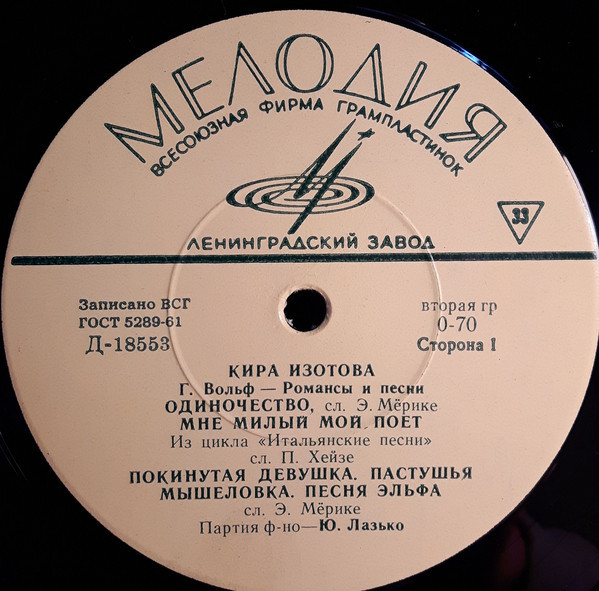 МЕЛОДИЯ
ВСЕСОЮЗНАЯ ФИРМА ГРАМПЛАСТИНОК
33
ЛЕНИНГРАДСКИЙ ЗАВОД
Записано ВСГ
ГОСТ 5289-61
Д-18553
вторая гр
0-70
Сторона I
КИРА ИЗОТОВА
Г. Вольф — Романсы и песни
ОДИНОЧЕСТВО, сл. Э. Мёрике
МНЕ МИЛЫЙ МОЙ ПОЕТ
Из цикла «Итальянские песни»
сл. П. Хейзе
ПОКИНУТАЯ ДЕВУШКА. ПАСТУШЬЯ
МЫШЕЛОВКА. ПЕСНЯ ЭЛЬФА
сл. Э. Мёрике
Партия ф-но—Ю. Лазько